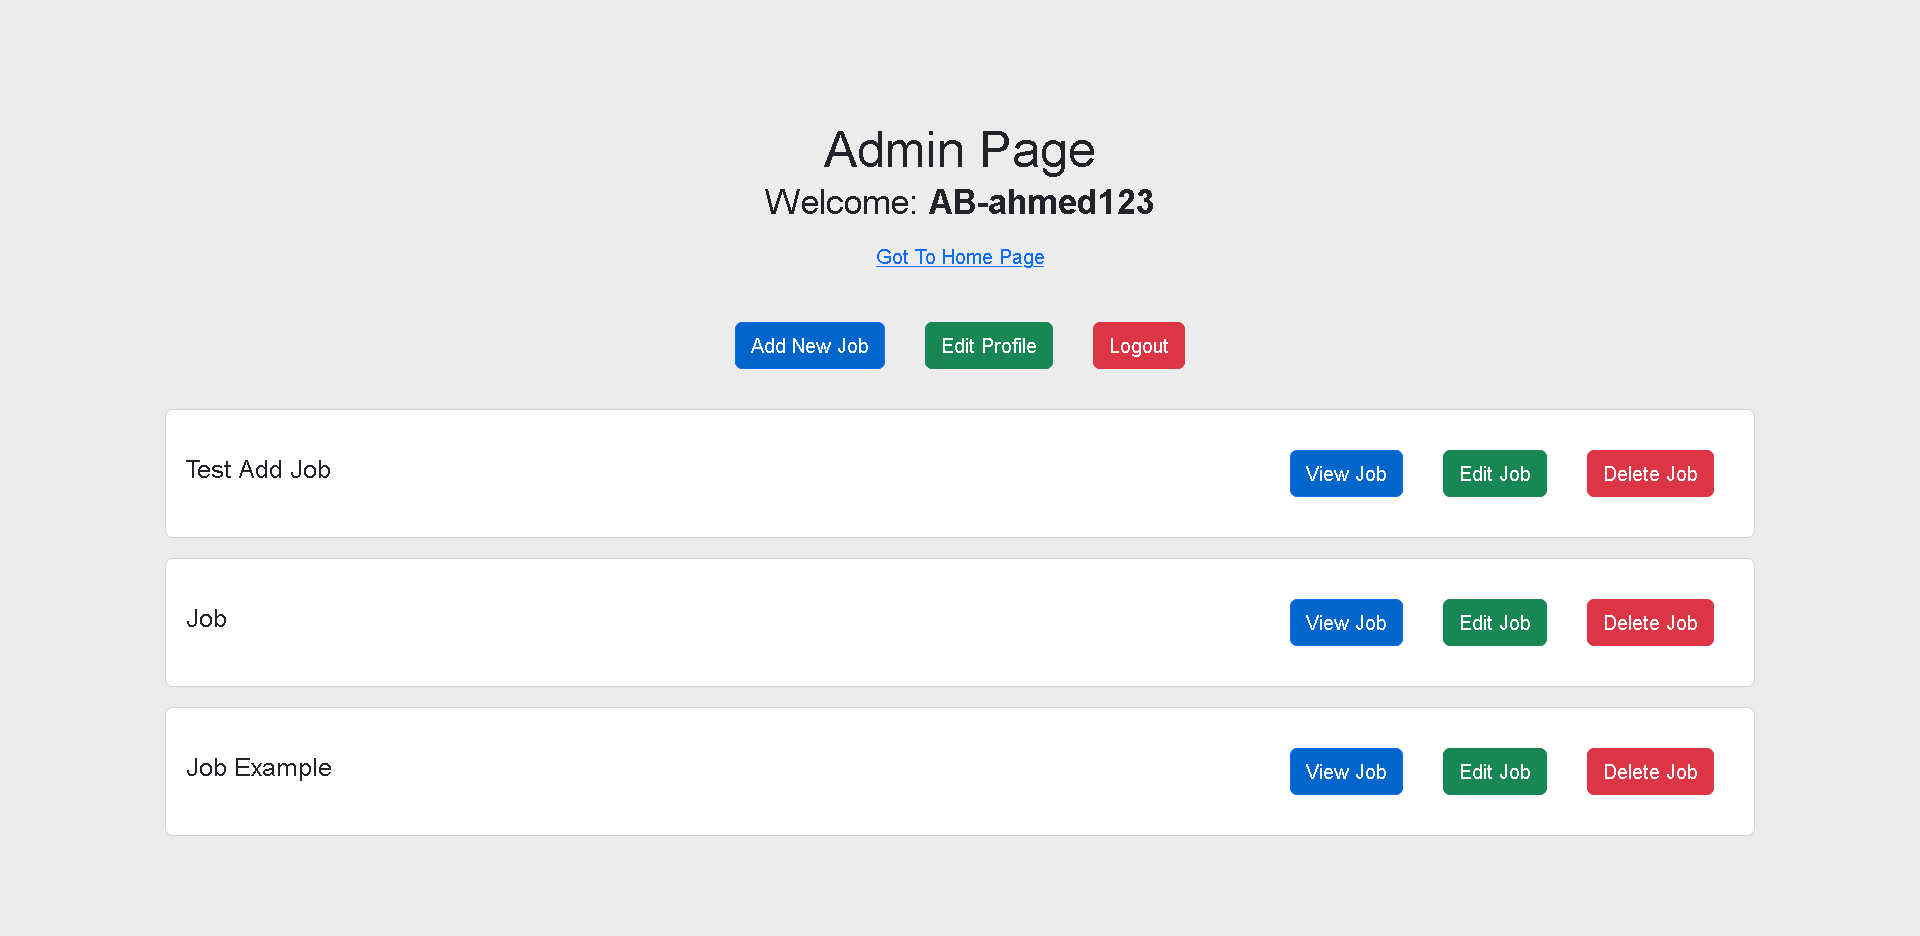 Admin Page
Welcome: AB-ahmed123
Got To Home Page
Add New Job Edit Profile Logout
Test Add Job View Job Edit Job Delete Job
Job View Job Edit Job Delete Job
Job Example View Job Edit Job Delete Job